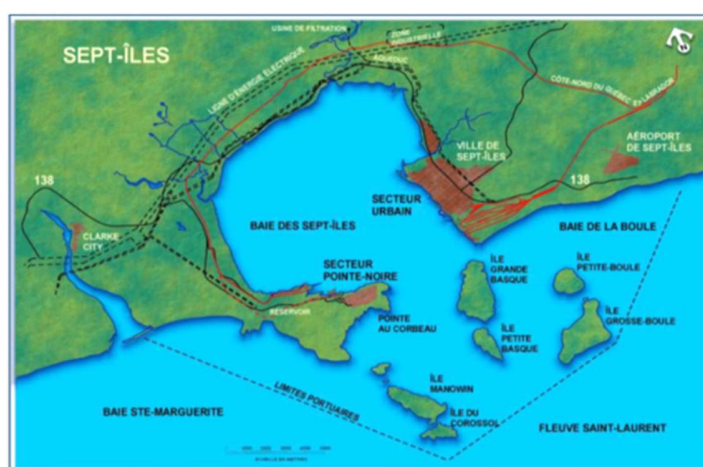 USINE DE FILTRATION
ZONE
INDUSTRIELLE
SEPT-ÎLES
AQUEDUC
LIGNE D'ÉNERGIE ÉLECTRIQUE
CÔTE-NORD DU QUÉBEC ET LABRADOR
VILLE DE
SEPT-ÎLES
AÉROPORT
DE SEPT-ÎLES
138
138
SECTEUR
URBAIN
BAIE DES SEPT-ÎLES
BAIE DE LA BOULE
CLARKE
CITY
SECTEUR
POINTE-NOIRE
ÎLE
GRANDE
BASQUE
ÎLE
PETITE-BOULE
RESERVOIR
POINTE
AU CORBEAU
ÎLE
GROSSE-BOULE
ÎLE
PETITE
BASQUE
LIMITES PORTUAIRES
ÎLE
MANOWIN
BAIE STE-MARGUERITE
ÎLE DU
COROSSOL
FLEUVE SAINT-LAURENT